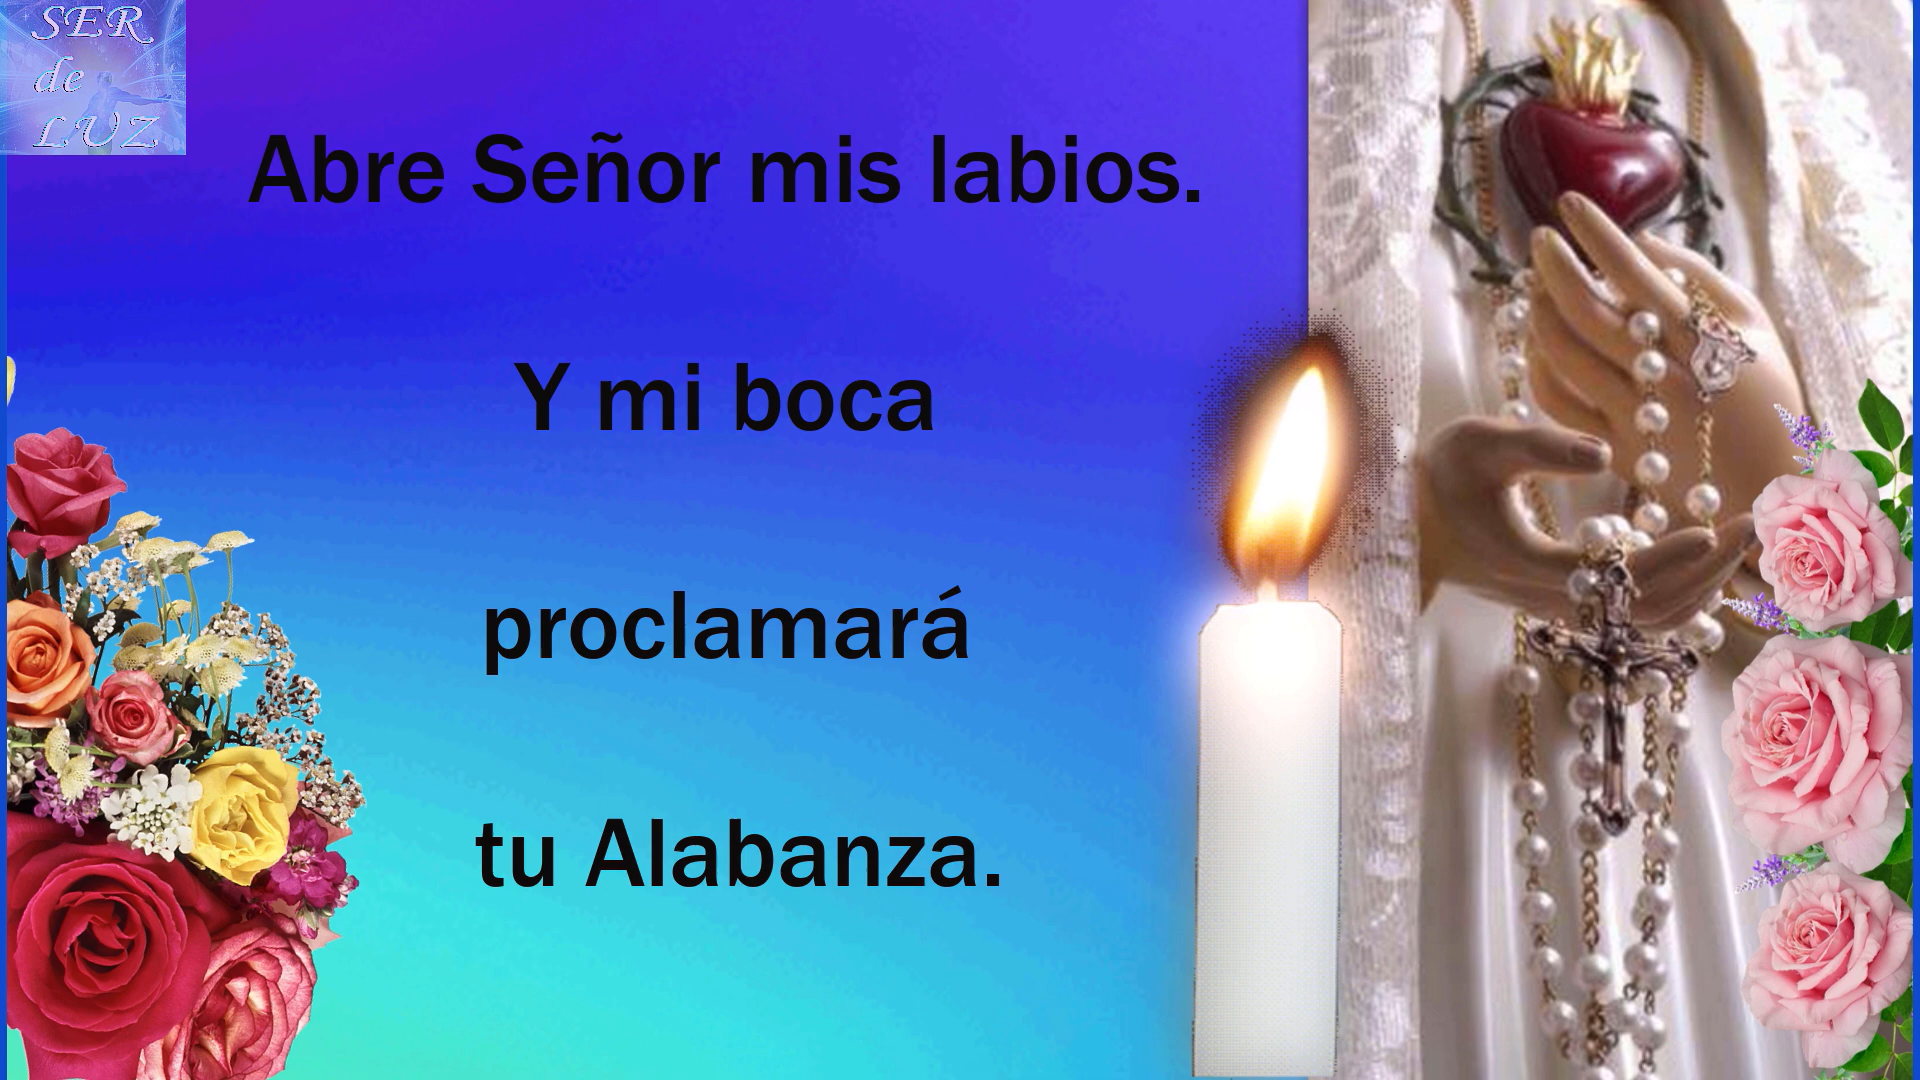 SER
de
LUZ
Abre Señor mis labios.
Y mi boca
proclamará
tu Alabanza.